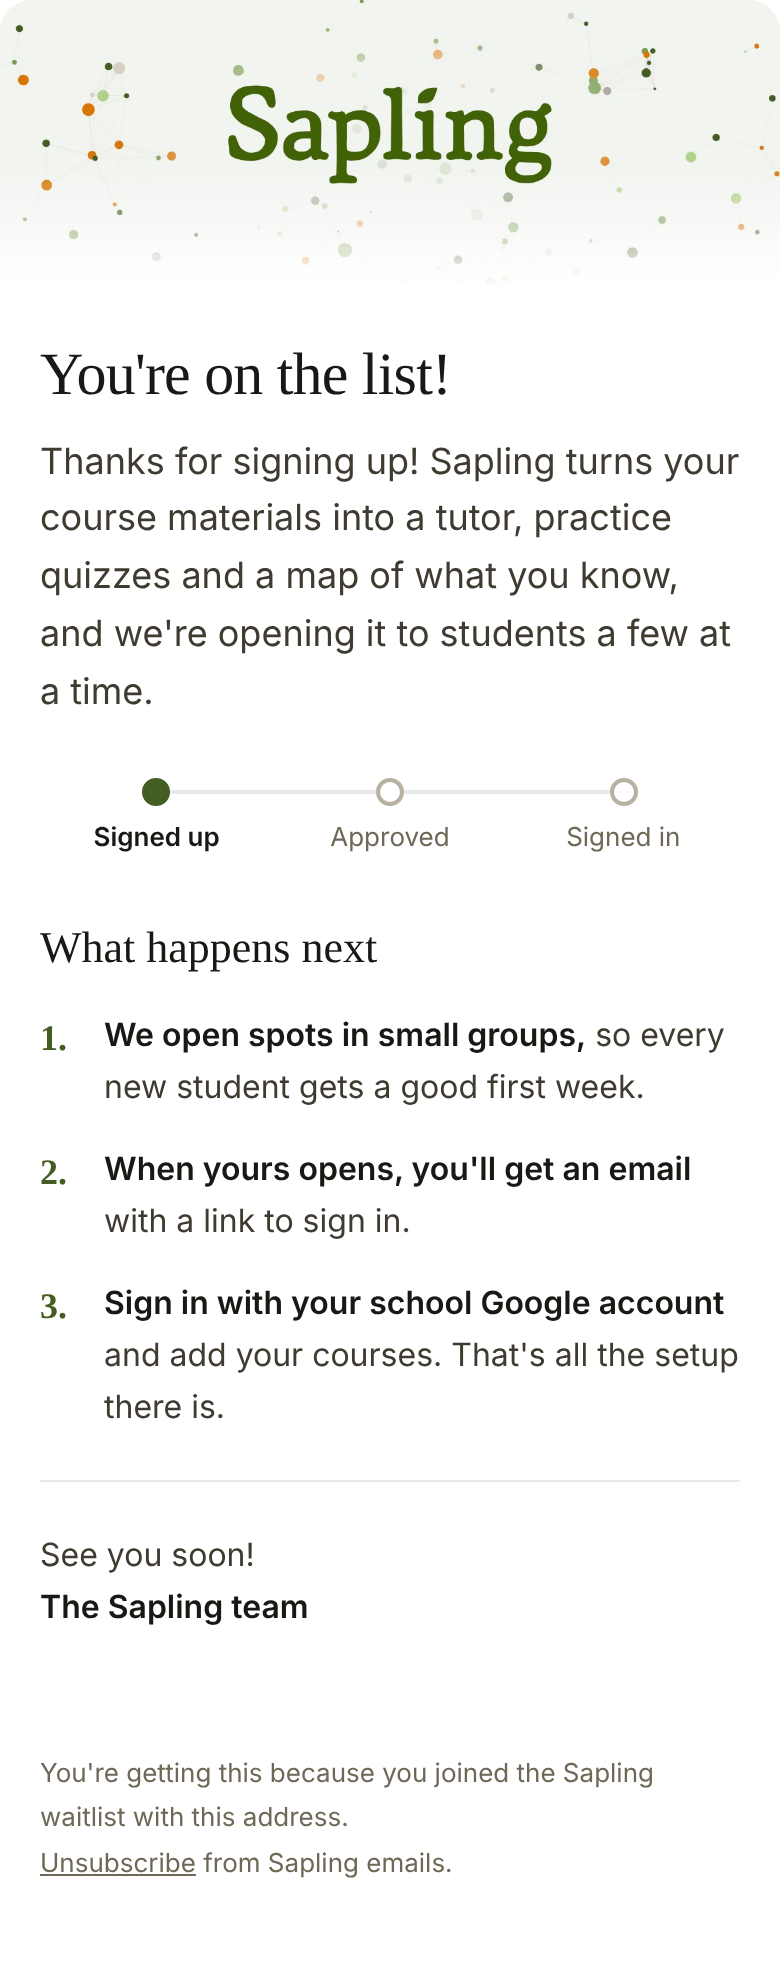 Sapling
You're on the list!
Thanks for signing up! Sapling turns your
course materials into a tutor, practice
quizzes and a map of what you know,
and we're opening it to students a few at
a time.
Signed up Approved Signed in
What happens next
1. We open spots in small groups, so every
new student gets a good first week.
2. When yours opens, you'll get an email
with a link to sign in.
3. Sign in with your school Google account
and add your courses. That's all the setup
there is.
See you soon!
The Sapling team
You're getting this because you joined the Sapling
waitlist with this address.
Unsubscribe from Sapling emails.